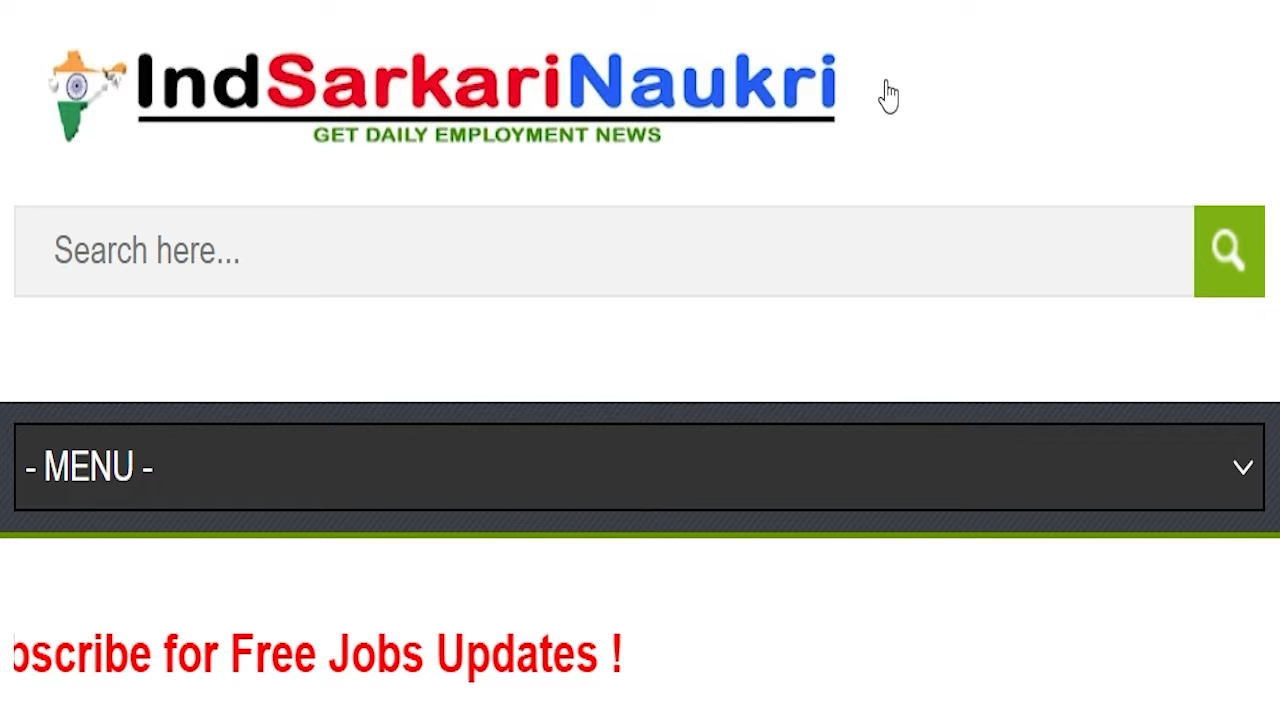 IndSarkariNaukri
GET DAILY EMPLOYMENT NEWS
Search here...
- MENU -
bscribe for Free Jobs Updates !